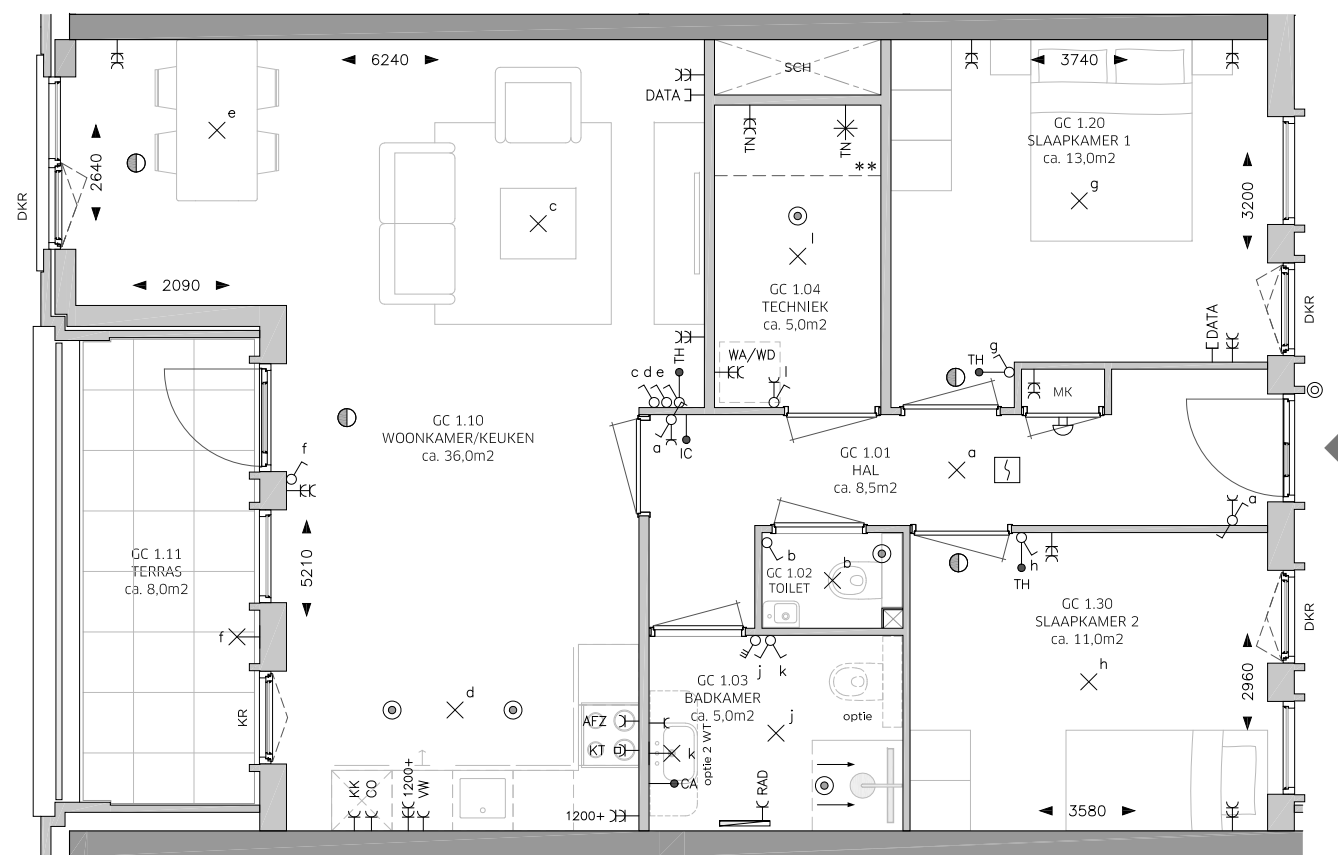 6240
SCH
3740
DATA
e
TN
TN
**
GC 1.20
SLAAPKAMER 1
ca. 13,0m2
g
2640
DKR
c
3200
l
2090
GC 1.04
TECHNIEK
ca. 5,0m2
DKR
DATA
TH
WA/WD
l
TH
g
c d e
MK
a
IC
GC 1.10
WOONKAMER/KEUKEN
ca. 36,0m2
f
GC 1.01
HAL
ca. 8,5m2
a
a
GC 1.11
TERRAS
ca. 8,0m2
5210
b
GC 1.02
TOILET
b
h
TH
f
GC 1.30
SLAAPKAMER 2
ca. 11,0m2
DKR
j k
GC 1.03
BADKAMER
ca. 5,0m2
h
2960
KR
d
AFZ
KT
optie
j
k
optie 2 WT
KK
CO
1200+
VW
CA
RAD
1200+
3580